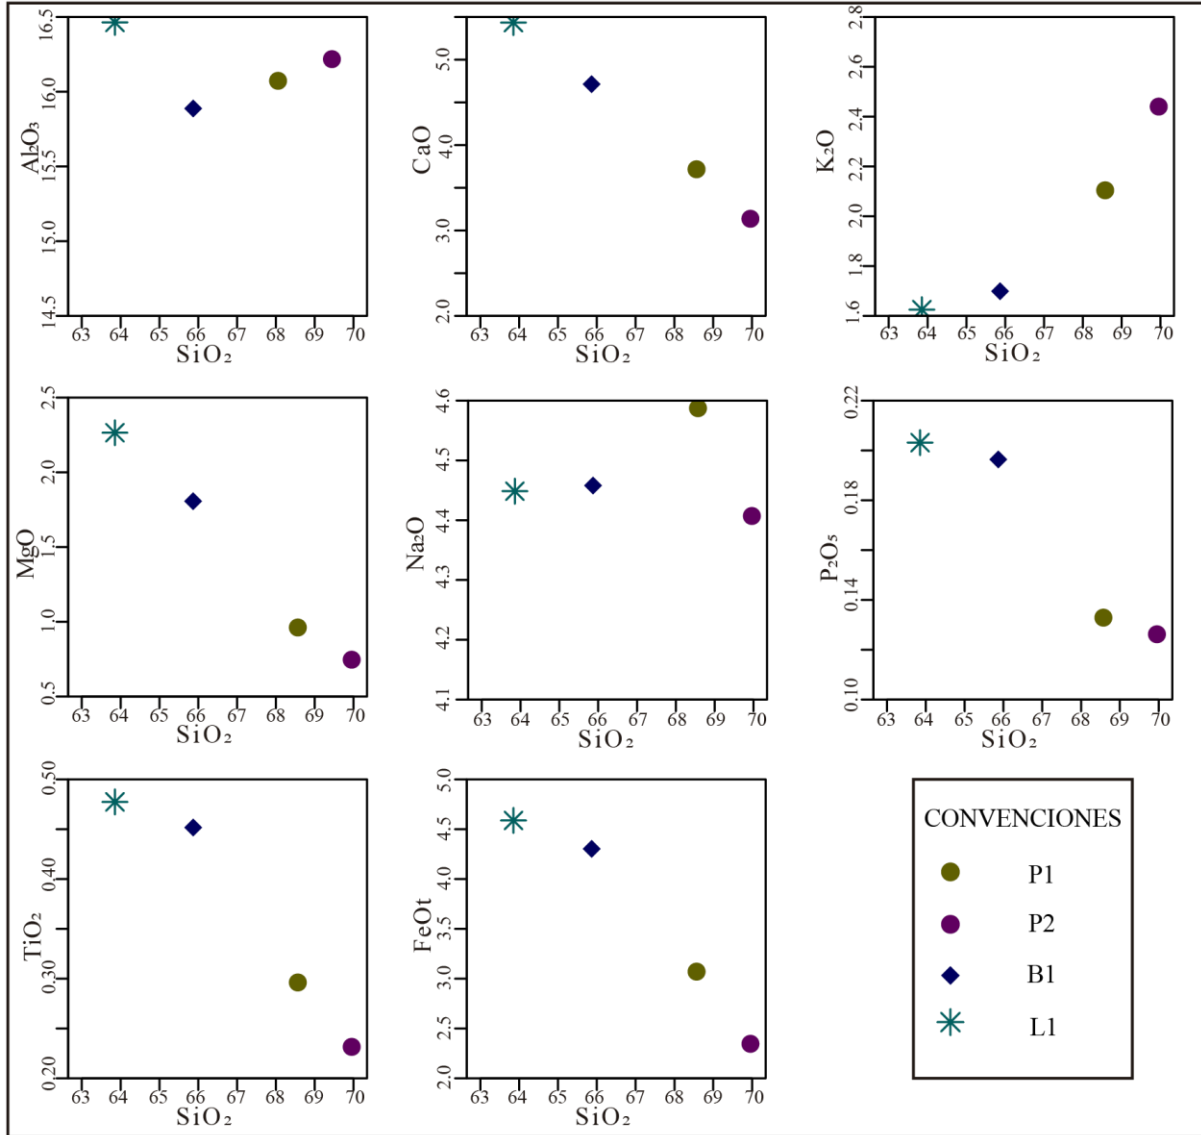 Al₂O₃
16.5
16.0
15.5
15.0
14.5
63 64 65 66 67 68 69 70
SiO₂
CaO
5.0
4.0
3.0
2.0
63 64 65 66 67 68 69 70
SiO₂
K₂O
2.8
2.6
2.4
2.2
2.0
1.8
1.6
63 64 65 66 67 68 69 70
SiO₂
MgO
2.5
2.0
1.5
1.0
0.5
63 64 65 66 67 68 69 70
SiO₂
Na₂O
4.6
4.5
4.4
4.3
4.2
4.1
63 64 65 66 67 68 69 70
SiO₂
P₂O₅
0.22
0.18
0.14
0.10
63 64 65 66 67 68 69 70
SiO₂
TiO₂
0.50
0.40
0.30
0.20
63 64 65 66 67 68 69 70
SiO₂
FeOt
5.0
4.5
4.0
3.5
3.0
2.5
2.0
63 64 65 66 67 68 69 70
SiO₂
CONVENCIONES
P1
P2
B1
L1